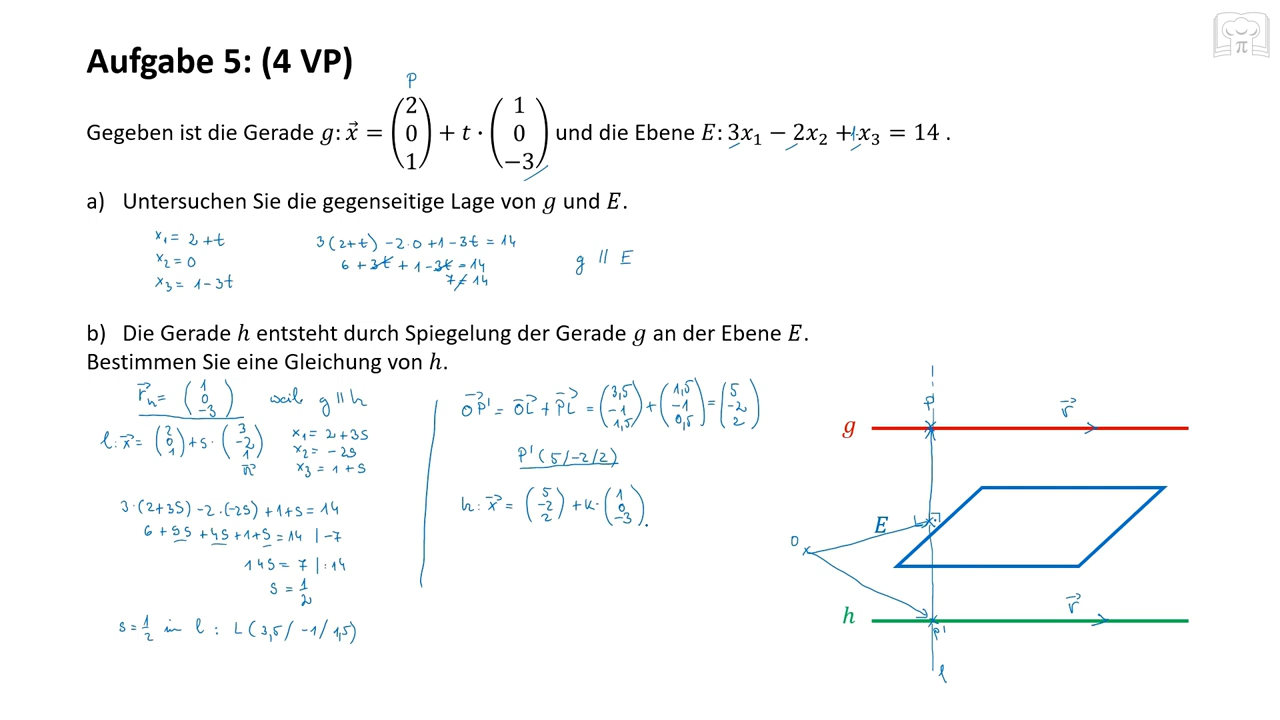 Aufgabe 5: (4 VP)
P
Gegeben ist die Gerade g: x⃗ = (2 0 1) + t · (1 0 −3) und die Ebene E: 3x₁ − 2x₂ + 1·x₃ = 14 .
a) Untersuchen Sie die gegenseitige Lage von g und E.
x₁ = 2+t
x₂ = 0
x₃ = 1−3t
3(2+t) −2·0 +1−3t = 14
6 + 3t + 1 − 3t = 14
7 ≠ 14
g || E
b) Die Gerade h entsteht durch Spiegelung der Gerade g an der Ebene E.
Bestimmen Sie eine Gleichung von h.
r⃗ₕ = (1 0 −3) weil g || h
l: x⃗ = (2 0 1) + s · (3 −2 1)
n⃗
x₁ = 2+3s
x₂ = −2s
x₃ = 1+s
3·(2+3s) −2·(−2s) +1+s = 14
6 + 9s + 4s + 1 + s = 14 | −7
14s = 7 | :14
s = 1/2
s = 1/2 in l : L (3,5 / −1 / 1,5)
OP⃗' = OL⃗ + PL⃗ = (3,5 −1 1,5) + (1,5 −1 0,5) = (5 −2 2)
P' (5/−2/2)
h: x⃗ = (5 −2 2) + k · (1 0 −3) .
P
g
r⃗
E
L
O
h
r⃗
P'
l
π